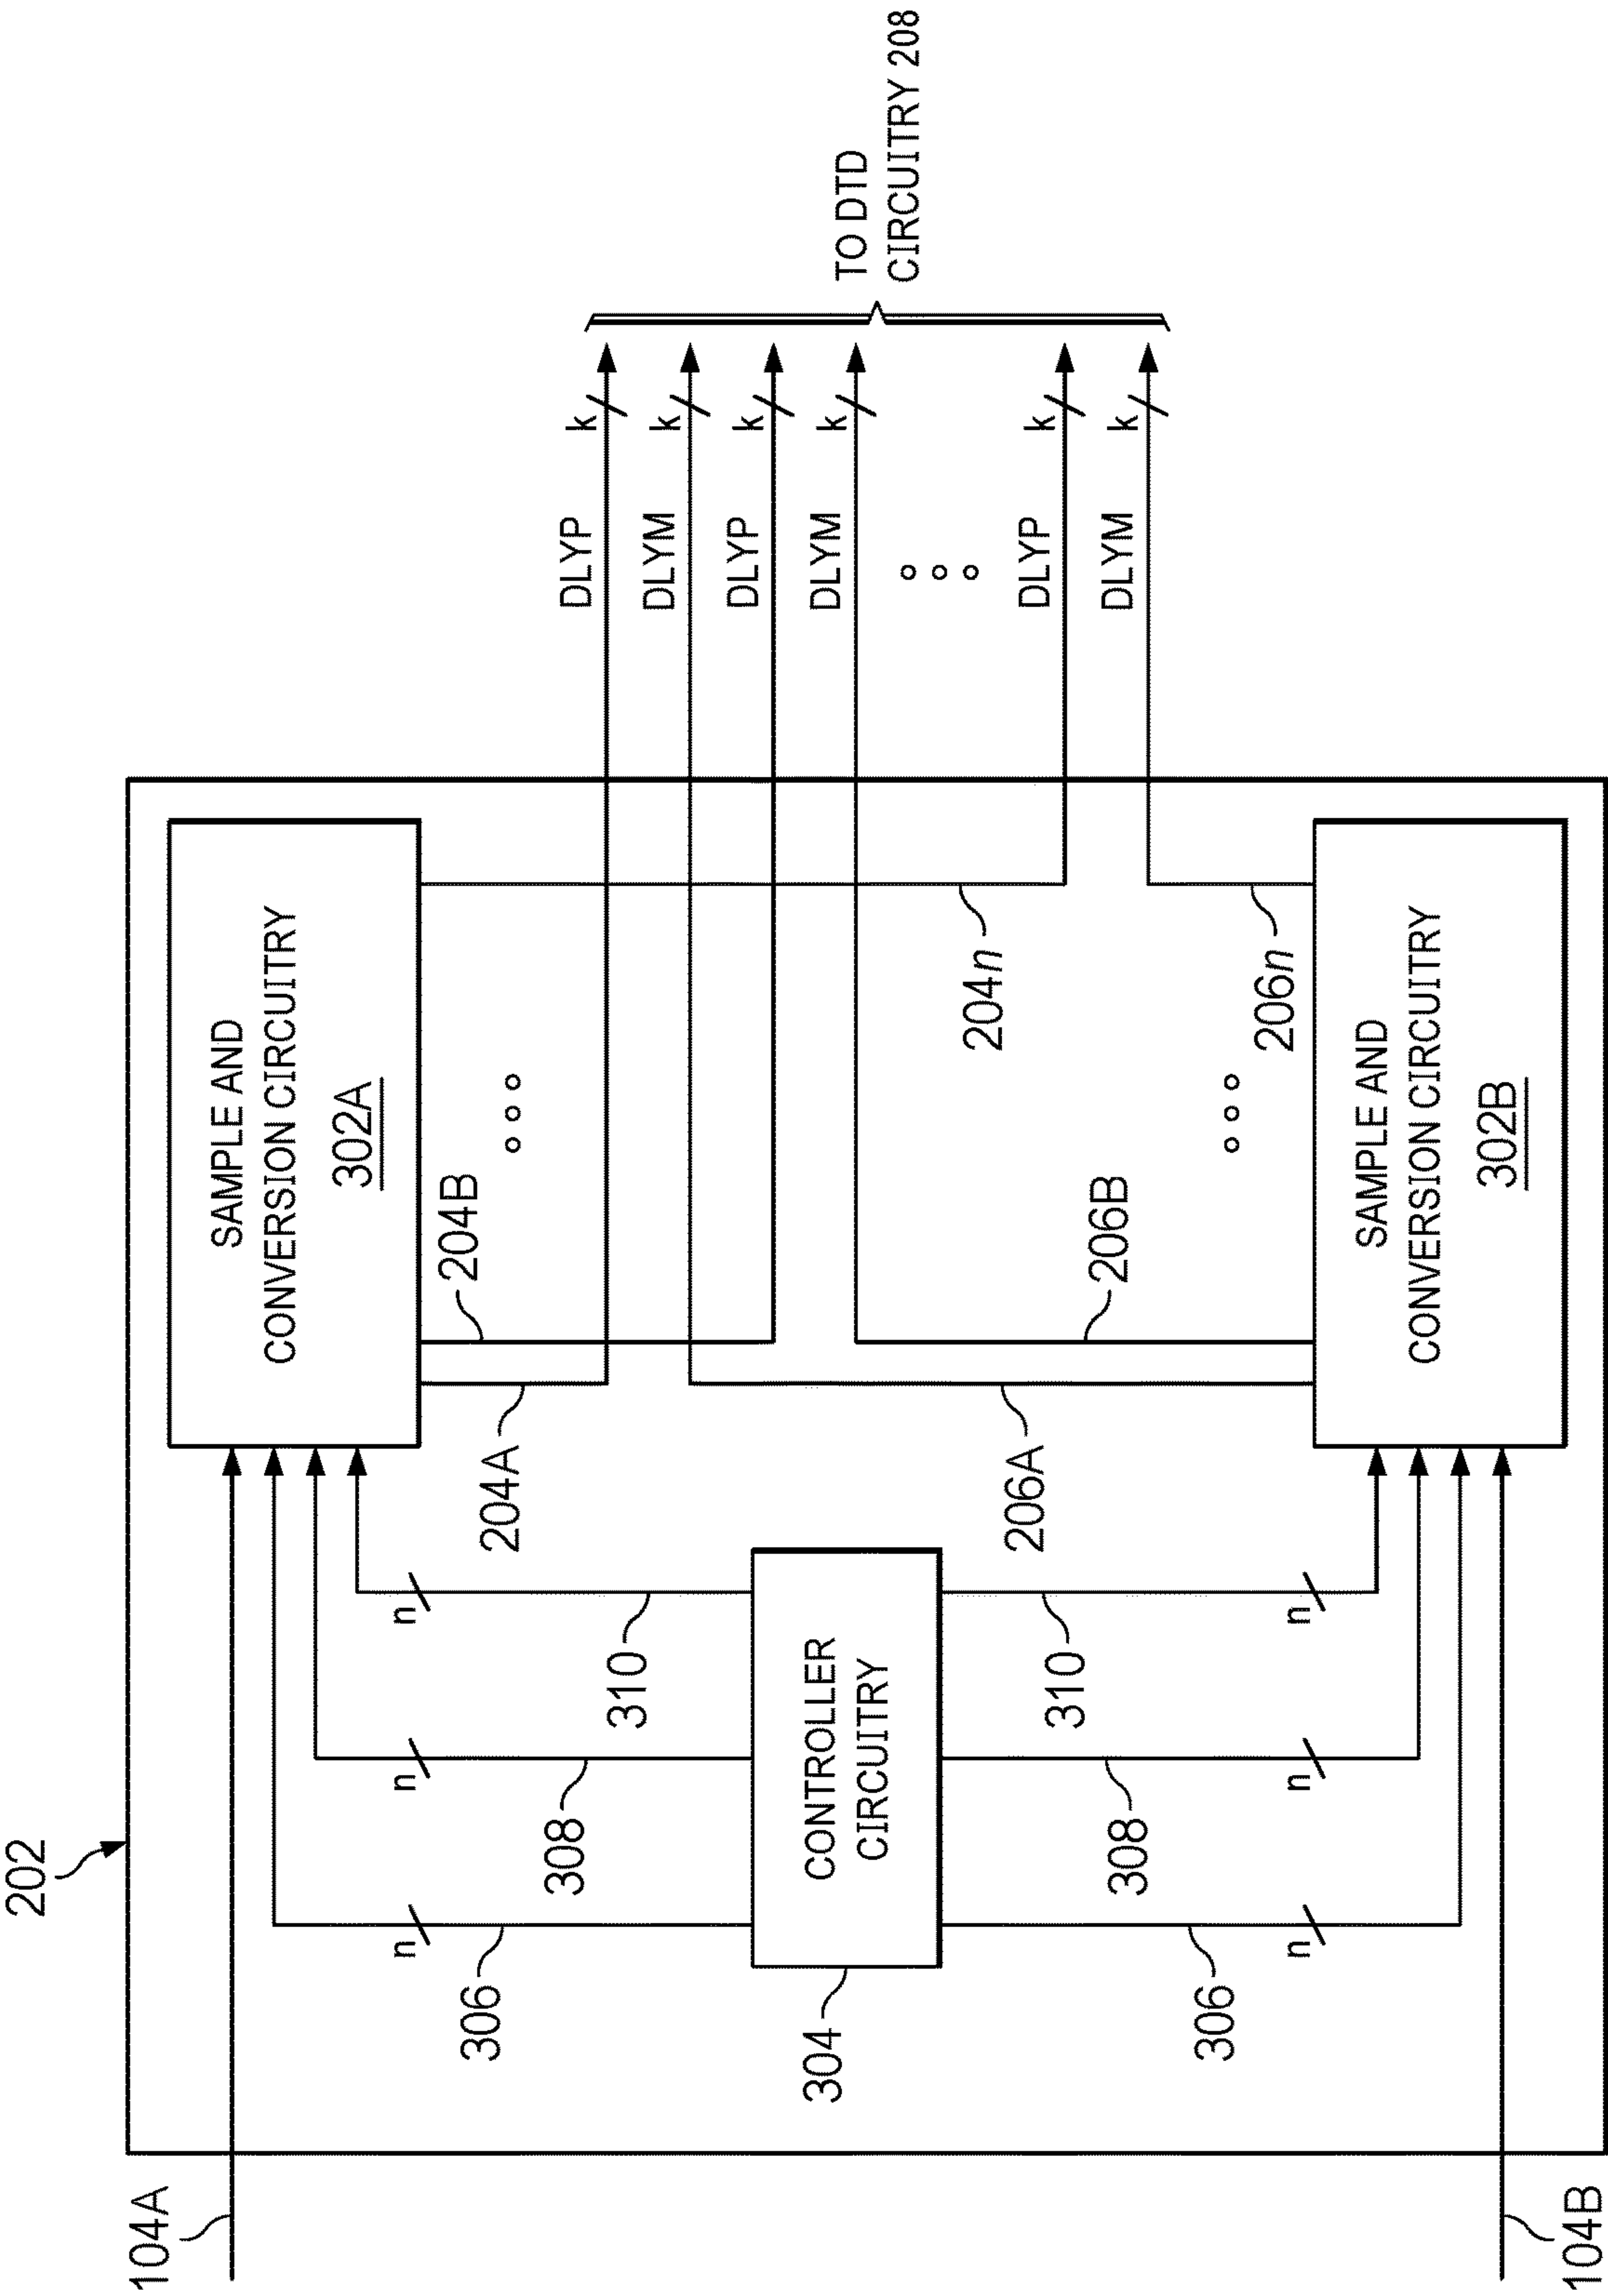 202
104A
SAMPLE AND
CONVERSION CIRCUITRY
302A
n
n
n
306
308
310
204A
204B
DLYP
k
DLYM
k
DLYP
k
DLYM
k
DLYP
k
DLYM
k
TO DTD
CIRCUITRY 208
CONTROLLER
CIRCUITRY
304
204n
306
308
310
206A
206B
206n
n
n
n
SAMPLE AND
CONVERSION CIRCUITRY
302B
104B